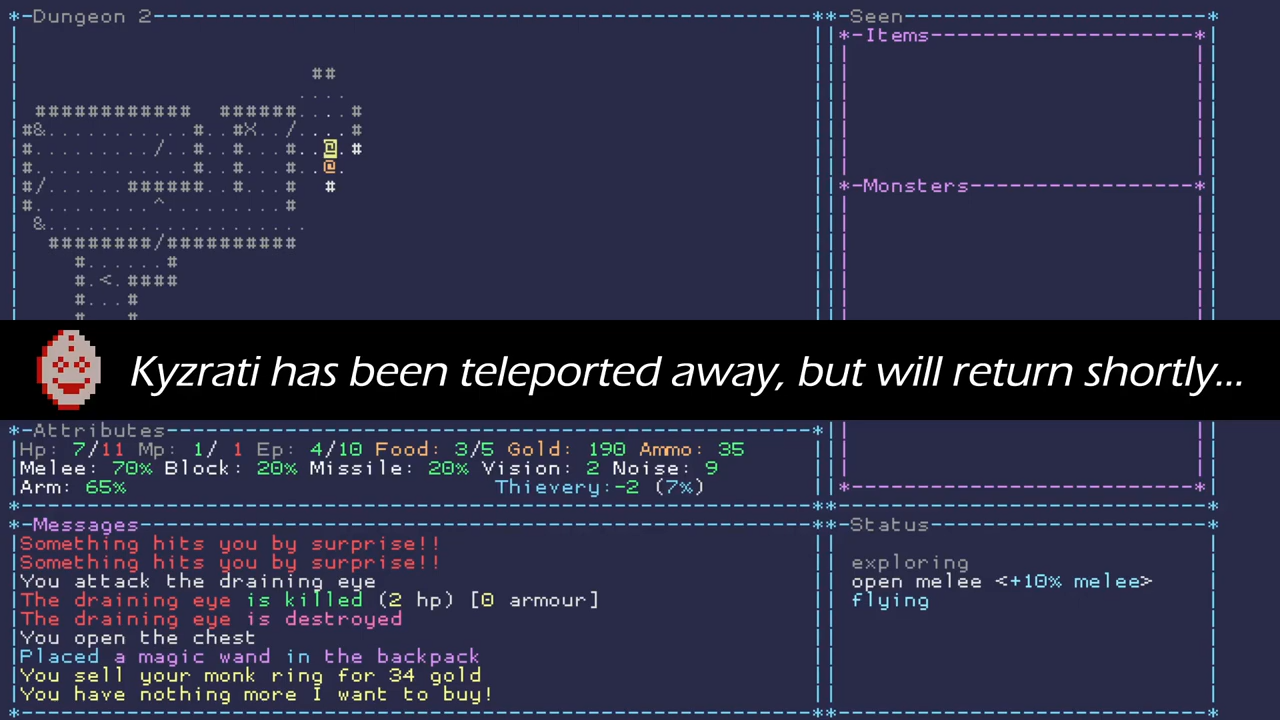 Dungeon 2
Seen
Items
##
....
############ ######....#
#&...........#..#X../....#
#........./..#..#...#..@.#
#............#..#...#..@.
#/......######..#...# #
#.........^.........#
&....................
########/##########
#......#
#.<.####
#...#
# #
Monsters
Kyzrati has been teleported away, but will return shortly...
Attributes
Hp: 7/11 Mp: 1/ 1 Ep: 4/10 Food: 3/5 Gold: 190 Ammo: 35
Melee: 70% Block: 20% Missile: 20% Vision: 2 Noise: 9
Arm: 65% Thievery:-2 (7%)
Messages
Something hits you by surprise!!
Something hits you by surprise!!
You attack the draining eye
The draining eye is killed (2 hp) [0 armour]
The draining eye is destroyed
You open the chest
Placed a magic wand in the backpack
You sell your monk ring for 34 gold
You have nothing more I want to buy!
Status
exploring
open melee <+10% melee>
flying